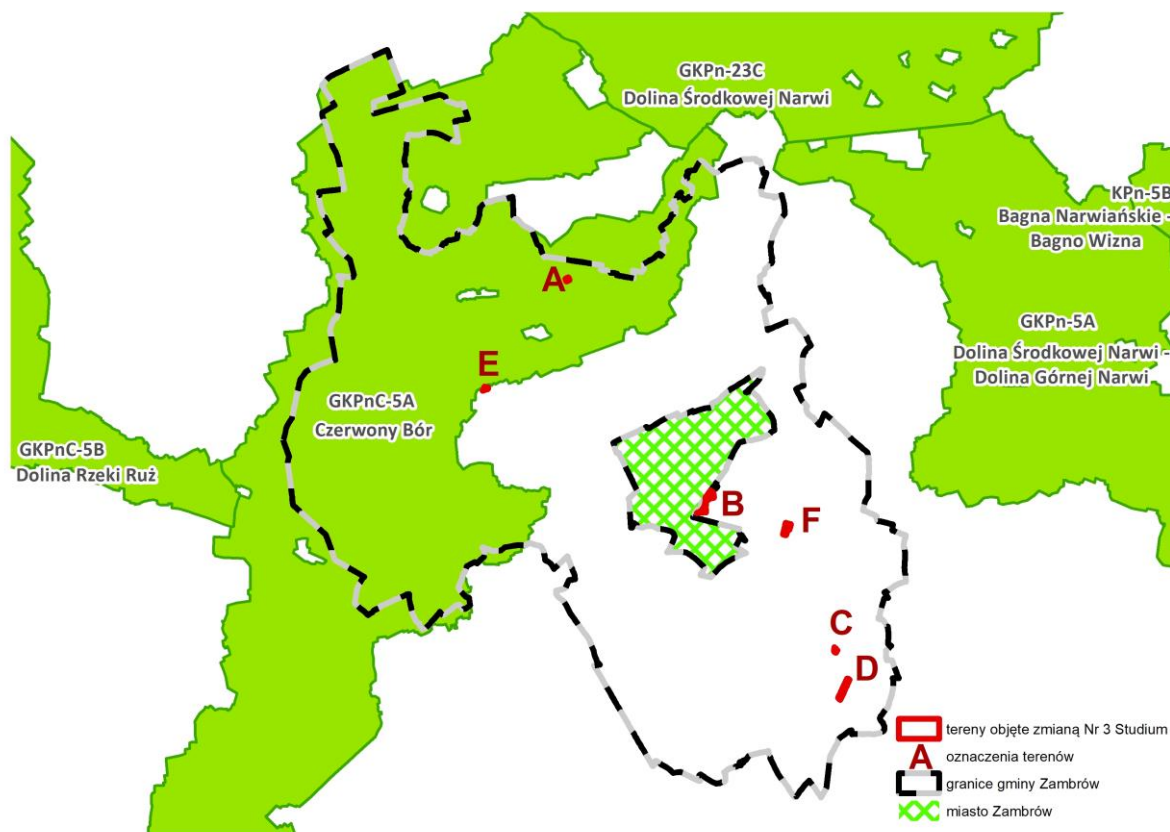 GKPn-23C
Dolina Środkowej Narwi
KPn-5B
Bagna Narwiańskie -
Bagno Wizna
A
GKPn-5A
Dolina Środkowej Narwi -
Dolina Górnej Narwi
E
GKPnC-5A
Czerwony Bór
GKPnC-5B
Dolina Rzeki Ruż
B
F
C
D
tereny objęte zmianą Nr 3 Studium
A oznaczenia terenów
granice gminy Zambrów
miasto Zambrów